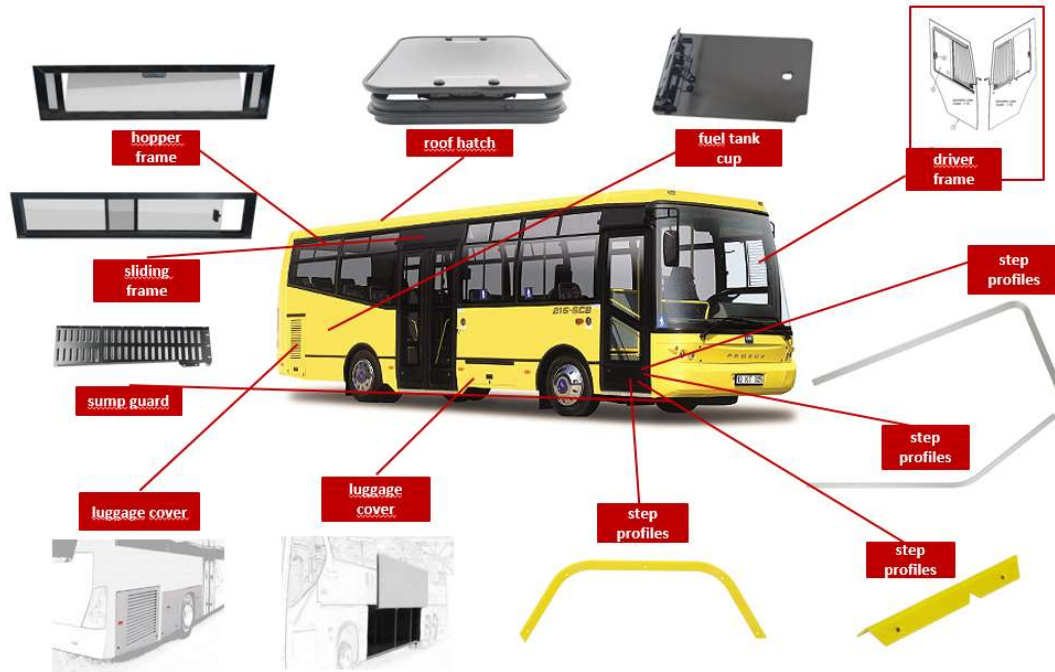 hopper
frame
roof hatch
fuel tank
cup
driver
frame
sliding
frame
step
profiles
216-SCB
PROBUS
sump guard
step
profiles
luggage cover
luggage
cover
step
profiles
step
profiles